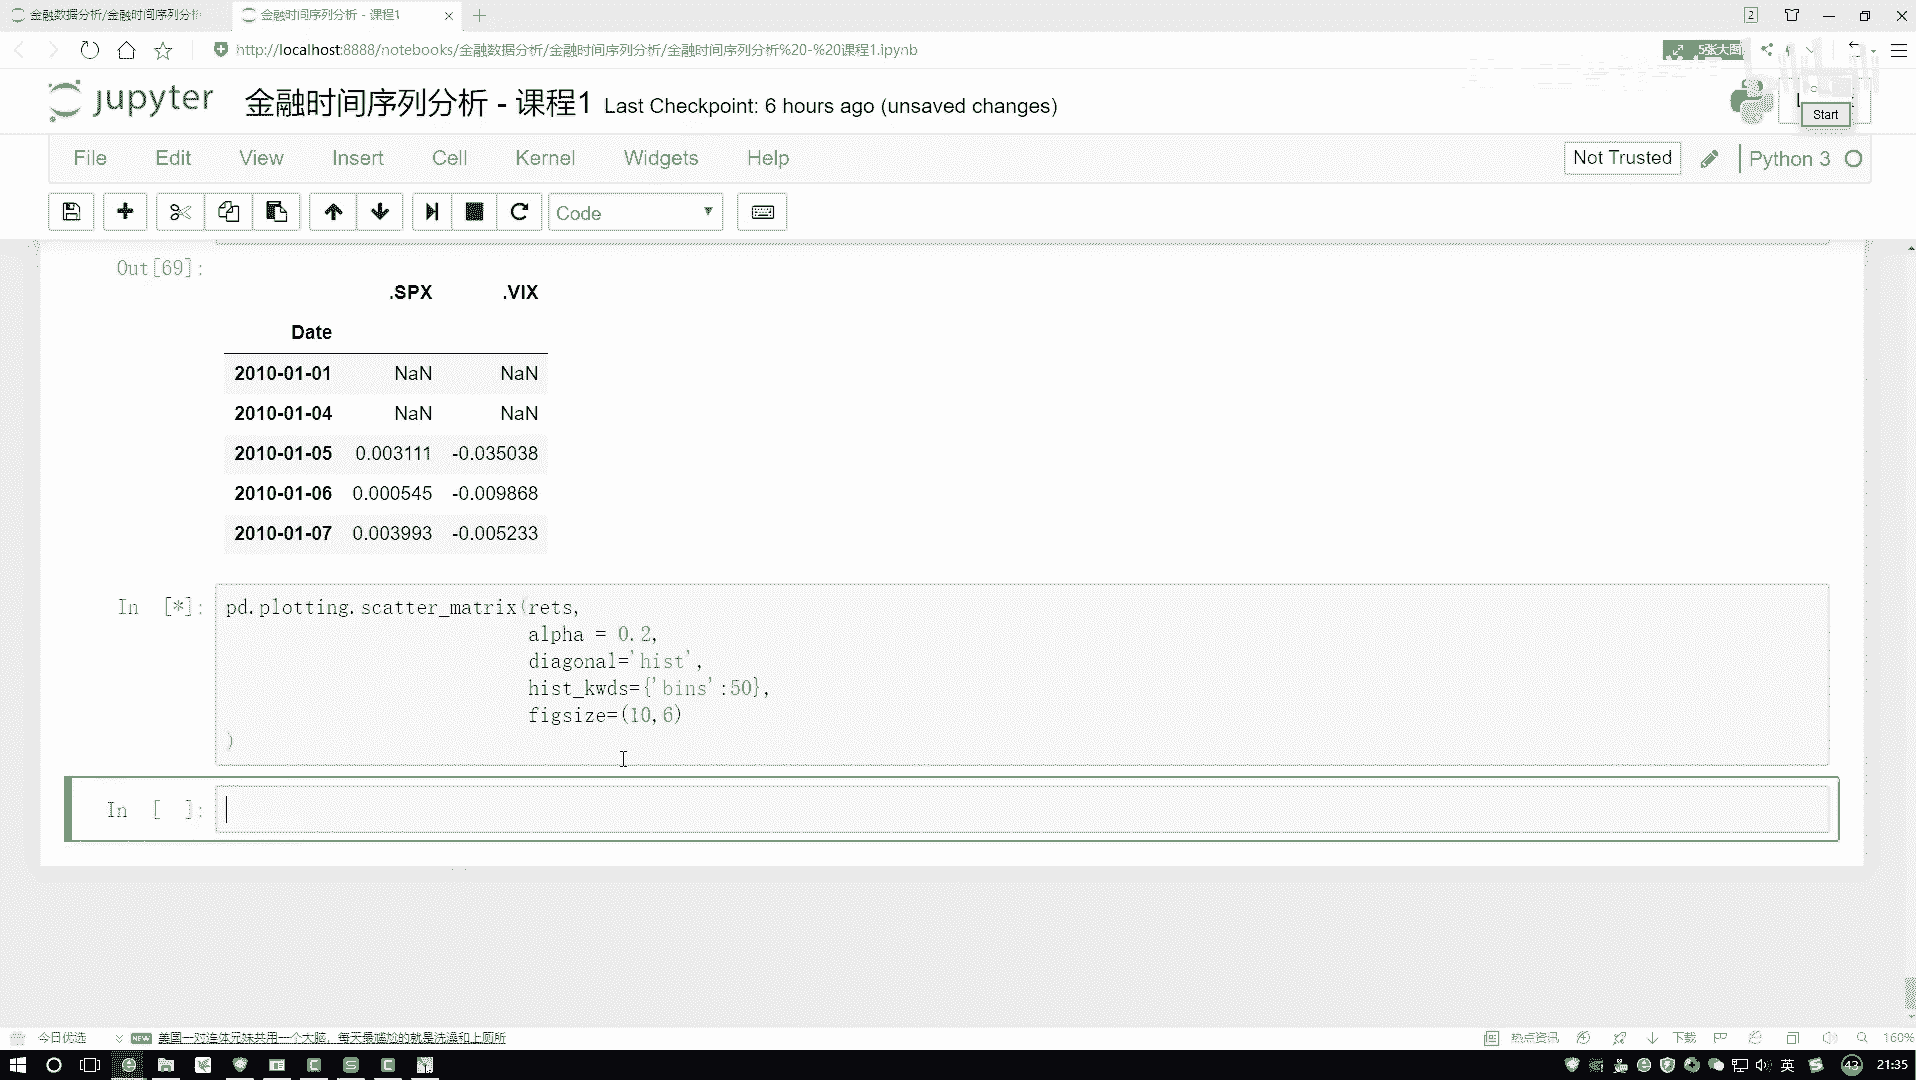 金融数据分析/金融时间序列分析
金融时间序列分析 - 课程1
2
http://localhost:8888/notebooks/金融数据分析/金融时间序列分析/金融时间序列分析%20-%20课程1.ipynb
5张大图
jupyter 金融时间序列分析 - 课程1 Last Checkpoint: 6 hours ago (unsaved changes)
Start
File Edit View Insert Cell Kernel Widgets Help
Not Trusted
Python 3
Code
Out[69]:
.SPX .VIX
Date
2010-01-01 NaN NaN
2010-01-04 NaN NaN
2010-01-05 0.003111 -0.035038
2010-01-06 0.000545 -0.009868
2010-01-07 0.003993 -0.005233
In [*]: pd.plotting.scatter_matrix(rets,
alpha = 0.2,
diagonal='hist',
hist_kwds={'bins':50},
figsize=(10,6)
)
In [ ]:
今日优选
NEW
美国一对连体兄妹共用一个大脑，每天最尴尬的就是洗澡和上厕所
热点资讯
下载
160%
英
43
21:35